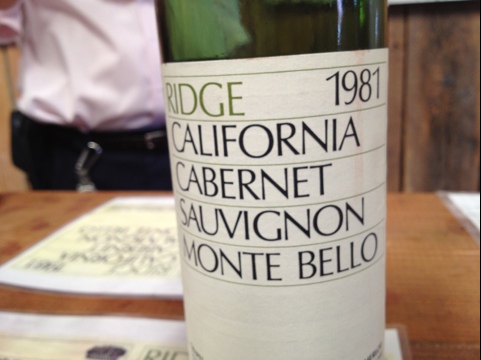 RIDGE 1981
CALIFORNIA
CABERNET
SAUVIGNON
MONTE BELLO